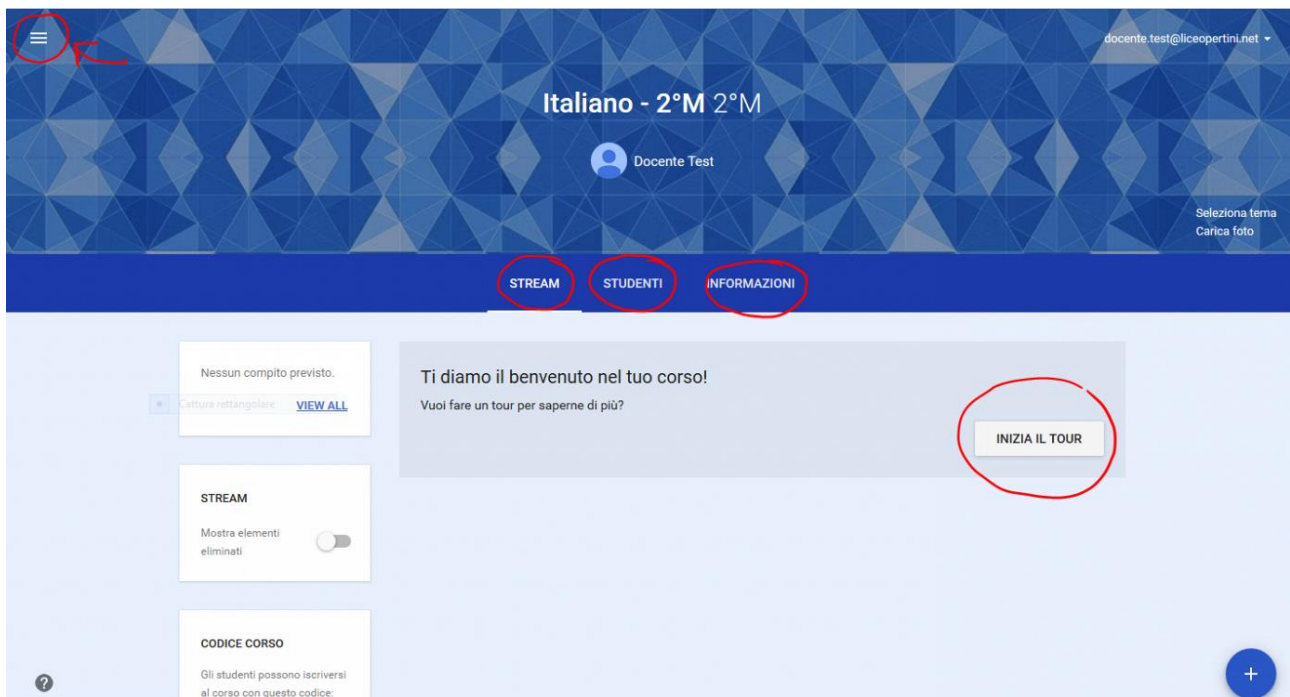 docente.test@liceopertini.net
Italiano - 2°M 2°M
Docente Test
Seleziona tema
Carica foto
STREAM STUDENTI INFORMAZIONI
Nessun compito previsto.
Cattura rettangolare VIEW ALL
Ti diamo il benvenuto nel tuo corso!
Vuoi fare un tour per saperne di più?
INIZIA IL TOUR
STREAM
Mostra elementi
eliminati
CODICE CORSO
Gli studenti possono iscriversi
al corso con questo codice: